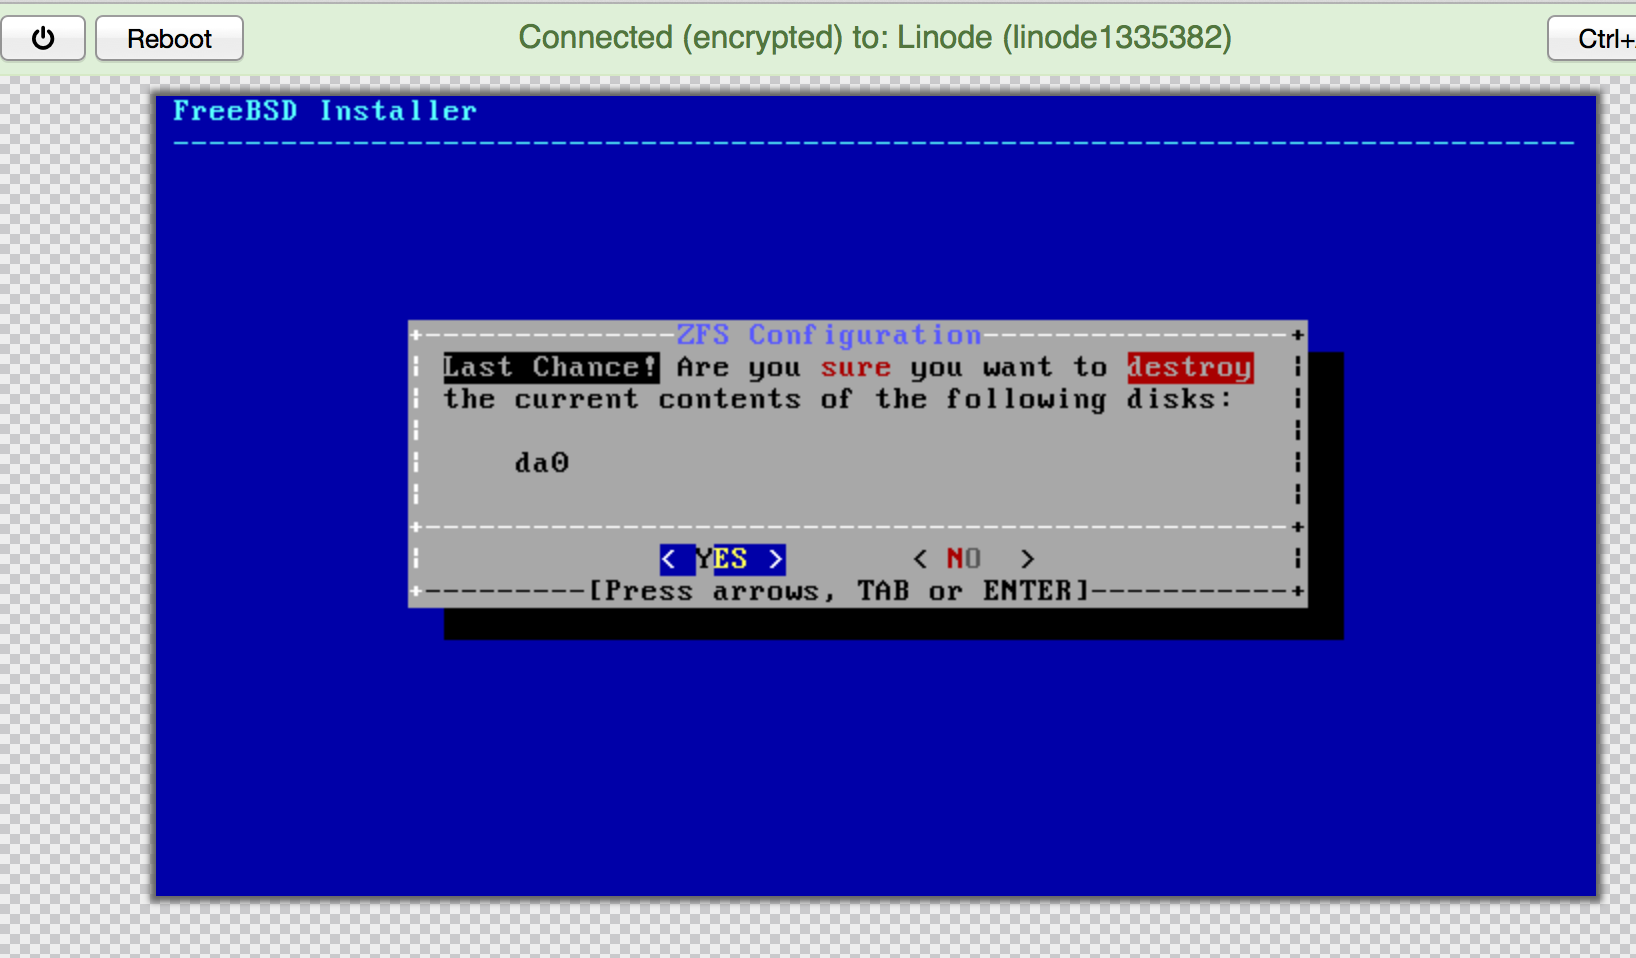 Reboot
Connected (encrypted) to: Linode (linode1335382)
Ctrl+
FreeBSD Installer
ZFS Configuration
Last Chance! Are you sure you want to destroy
the current contents of the following disks:
da0
< YES > < NO >
[Press arrows, TAB or ENTER]